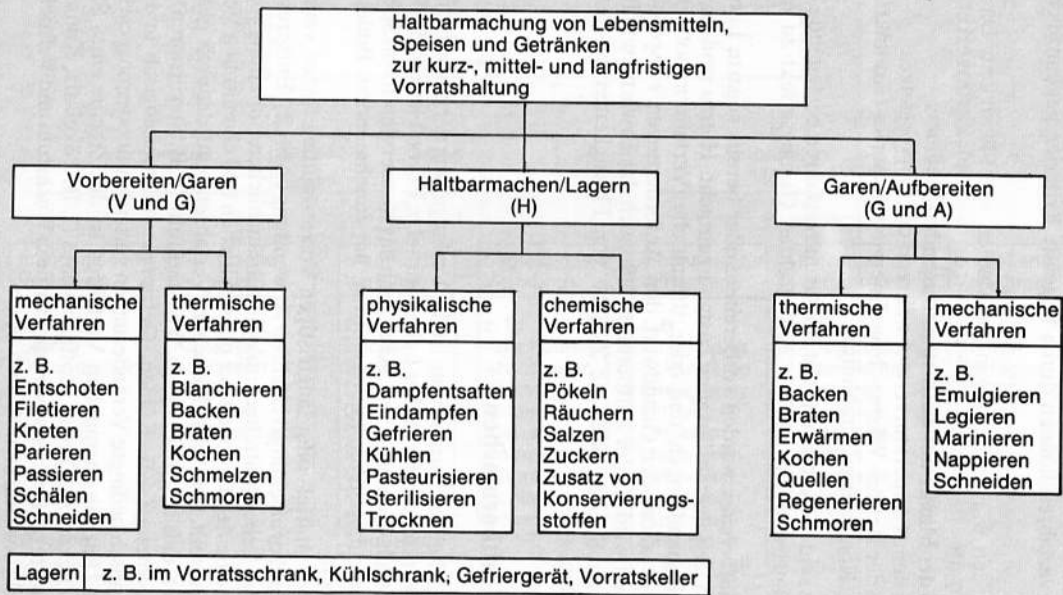 Haltbarmachung von Lebensmitteln,
Speisen und Getränken
zur kurz-, mittel- und langfristigen
Vorratshaltung
Vorbereiten/Garen
(V und G)
mechanische
Verfahren
z. B.
Entschoten
Filetieren
Kneten
Parieren
Passieren
Schälen
Schneiden
thermische
Verfahren
z. B.
Blanchieren
Backen
Braten
Kochen
Schmelzen
Schmoren
Haltbarmachen/Lagern
(H)
physikalische
Verfahren
z. B.
Dampfentsaften
Eindampfen
Gefrieren
Kühlen
Pasteurisieren
Sterilisieren
Trocknen
chemische
Verfahren
z. B.
Pökeln
Räuchern
Salzen
Zuckern
Zusatz von
Konservierungs-
stoffen
Garen/Aufbereiten
(G und A)
thermische
Verfahren
z. B.
Backen
Braten
Erwärmen
Kochen
Quellen
Regenerieren
Schmoren
mechanische
Verfahren
z. B.
Emulgieren
Legieren
Marinieren
Nappieren
Schneiden
Lagern z. B. im Vorratsschrank, Kühlschrank, Gefriergerät, Vorratskeller